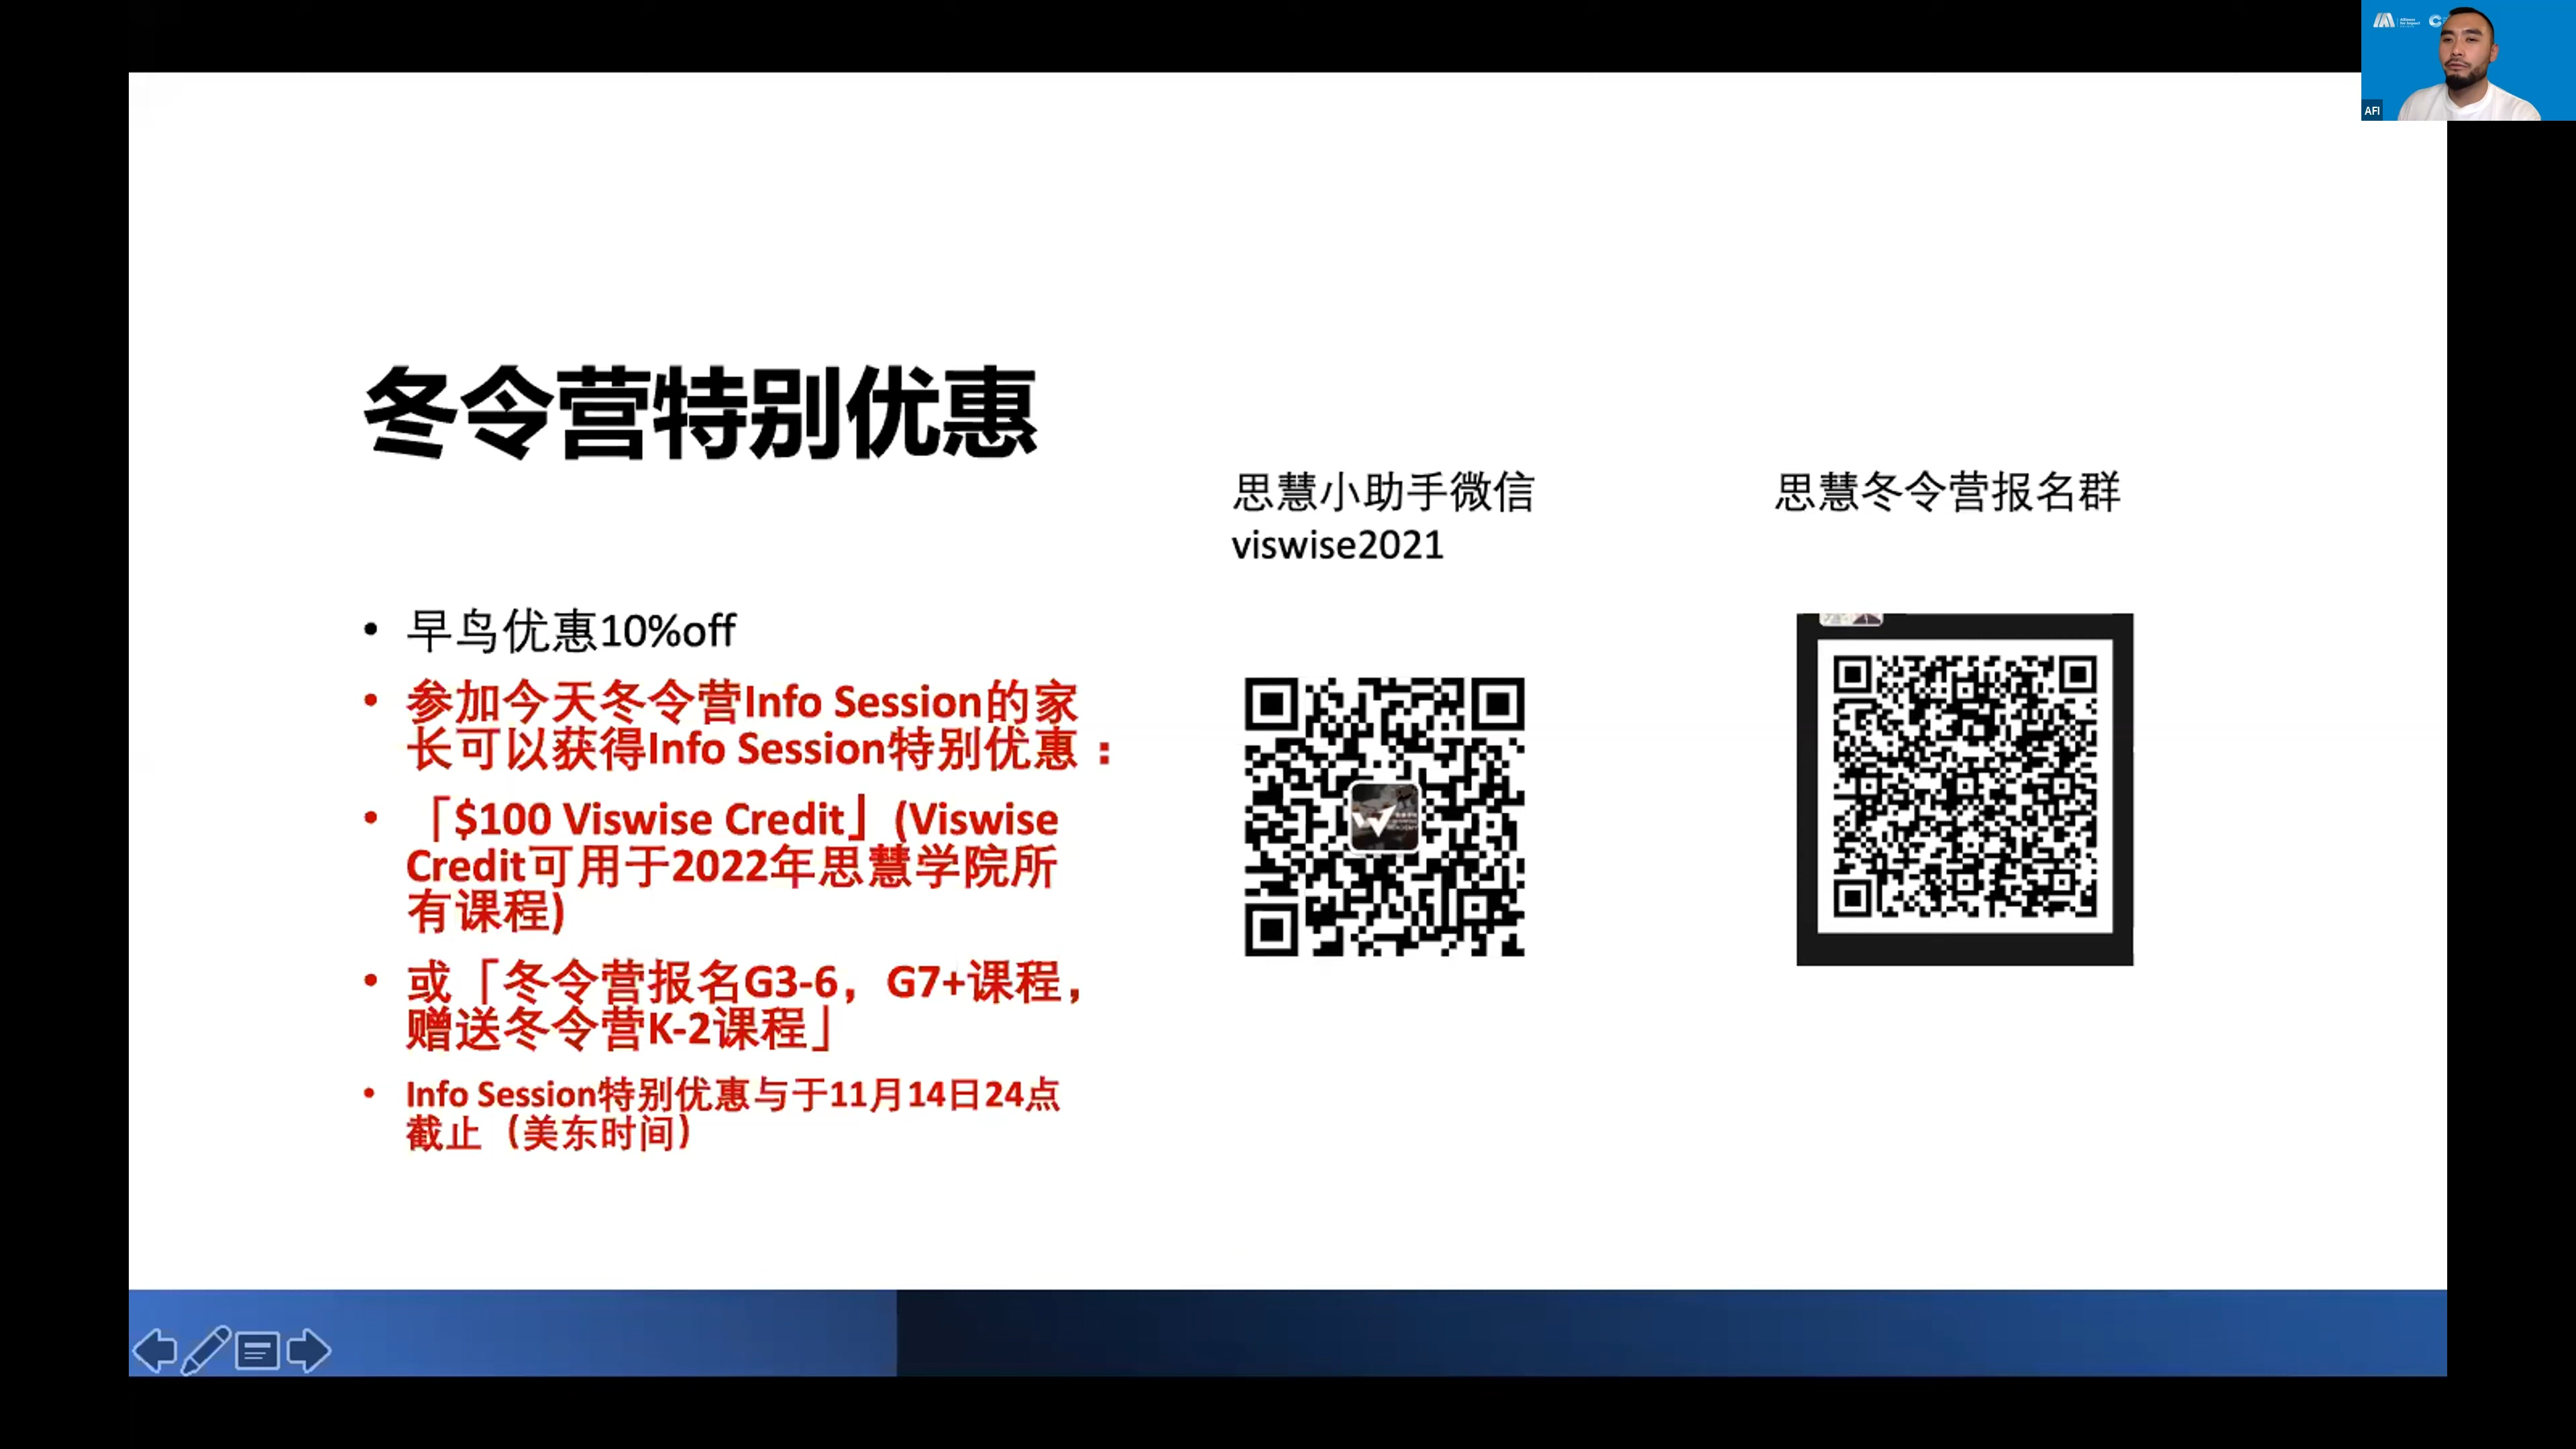 冬令营特别优惠
思慧小助手微信
viswise2021
思慧冬令营报名群
• 早鸟优惠10%off
• 参加今天冬令营Info Session的家
长可以获得Info Session特别优惠：
• 「$100 Viswise Credit」(Viswise
Credit可用于2022年思慧学院所
有课程)
• 或「冬令营报名G3-6，G7+课程，
赠送冬令营K-2课程」
• Info Session特别优惠与于11月14日24点
截止（美东时间）
AFI